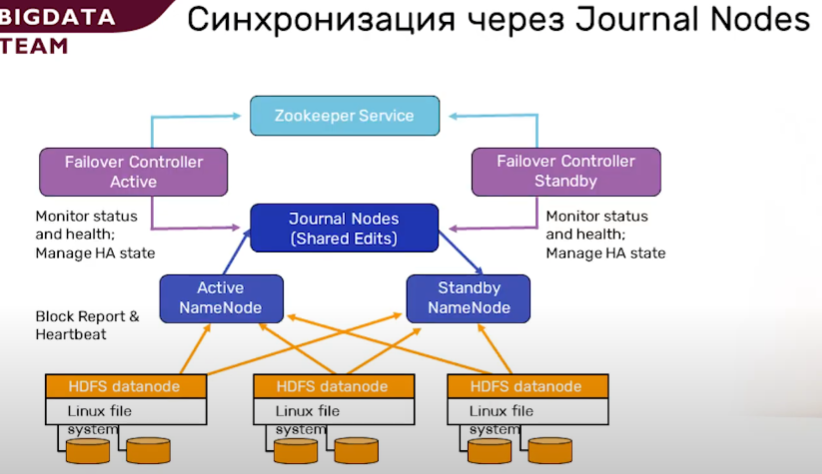 BIGDATA
TEAM
Синхронизация через Journal Nodes
Zookeeper Service
Failover Controller
Active
Failover Controller
Standby
Monitor status
and health;
Manage HA state
Journal Nodes
(Shared Edits)
Monitor status
and health;
Manage HA state
Active
NameNode
Standby
NameNode
Block Report &
Heartbeat
HDFS datanode
Linux file
system
HDFS datanode
Linux file
system
HDFS datanode
Linux file
system